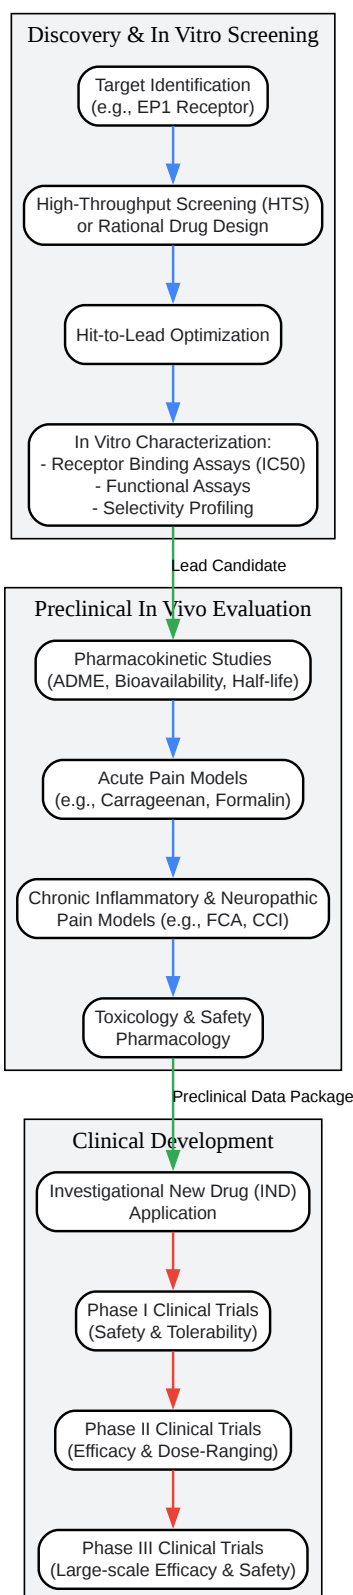 Discovery & In Vitro Screening
Target Identification
(e.g., EP1 Receptor)
High-Throughput Screening (HTS)
or Rational Drug Design
Hit-to-Lead Optimization
In Vitro Characterization:
- Receptor Binding Assays (IC50)
- Functional Assays
- Selectivity Profiling
Lead Candidate
Preclinical In Vivo Evaluation
Pharmacokinetic Studies
(ADME, Bioavailability, Half-life)
Acute Pain Models
(e.g., Carrageenan, Formalin)
Chronic Inflammatory & Neuropathic
Pain Models (e.g., FCA, CCI)
Toxicology & Safety
Pharmacology
Preclinical Data Package
Clinical Development
Investigational New Drug (IND)
Application
Phase I Clinical Trials
(Safety & Tolerability)
Phase II Clinical Trials
(Efficacy & Dose-Ranging)
Phase III Clinical Trials
(Large-scale Efficacy & Safety)